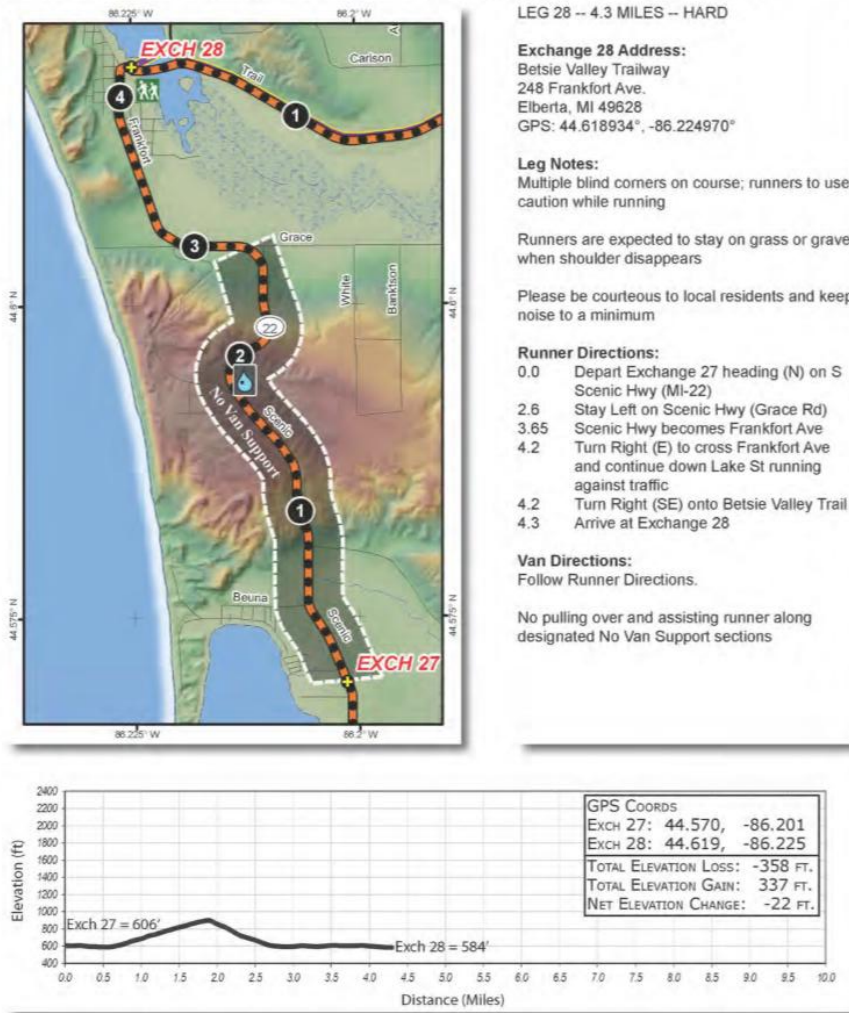 86.225° W
86.2° W
EXCH 28
Carlson
Trail
4
1
Frankfort
3
Grace
White
Banktson
44.6° N
44.6° N
22
2
No Van Support
Scenic
1
Beuna
Scenic
44.575° N
44.575° N
EXCH 27
86.225° W
86.2° W
LEG 28 -- 4.3 MILES -- HARD
Exchange 28 Address:
Betsie Valley Trailway
248 Frankfort Ave.
Elberta, MI 49628
GPS: 44.618934°, -86.224970°
Leg Notes:
Multiple blind corners on course; runners to use
caution while running
Runners are expected to stay on grass or grave
when shoulder disappears
Please be courteous to local residents and keep
noise to a minimum
Runner Directions:
0.0 Depart Exchange 27 heading (N) on S
Scenic Hwy (MI-22)
2.6 Stay Left on Scenic Hwy (Grace Rd)
3.65 Scenic Hwy becomes Frankfort Ave
4.2 Turn Right (E) to cross Frankfort Ave
and continue down Lake St running
against traffic
4.2 Turn Right (SE) onto Betsie Valley Trail
4.3 Arrive at Exchange 28
Van Directions:
Follow Runner Directions.
No pulling over and assisting runner along
designated No Van Support sections
Elevation (ft)
2400
2200
2000
1800
1600
1400
1200
1000
800
600
400
Exch 27 = 606'
Exch 28 = 584'
GPS COORDS
EXCH 27: 44.570, -86.201
EXCH 28: 44.619, -86.225
TOTAL ELEVATION LOSS: -358 FT.
TOTAL ELEVATION GAIN: 337 FT.
NET ELEVATION CHANGE: -22 FT.
0.0 0.5 1.0 1.5 2.0 2.5 3.0 3.5 4.0 4.5 5.0 5.5 6.0 6.5 7.0 7.5 8.0 8.5 9.0 9.5 10.0
Distance (Miles)